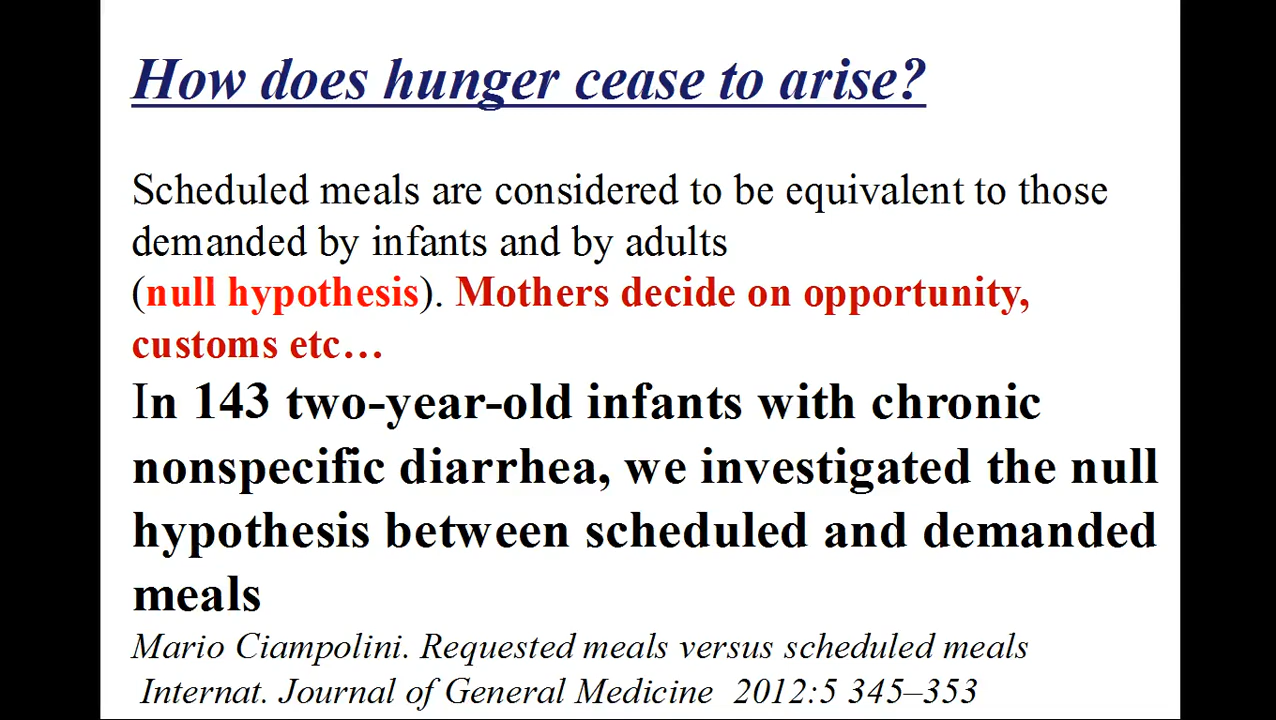 How does hunger cease to arise?
Scheduled meals are considered to be equivalent to those
demanded by infants and by adults
(null hypothesis). Mothers decide on opportunity,
customs etc…
In 143 two-year-old infants with chronic
nonspecific diarrhea, we investigated the null
hypothesis between scheduled and demanded
meals
Mario Ciampolini. Requested meals versus scheduled meals
Internat. Journal of General Medicine 2012:5 345–353